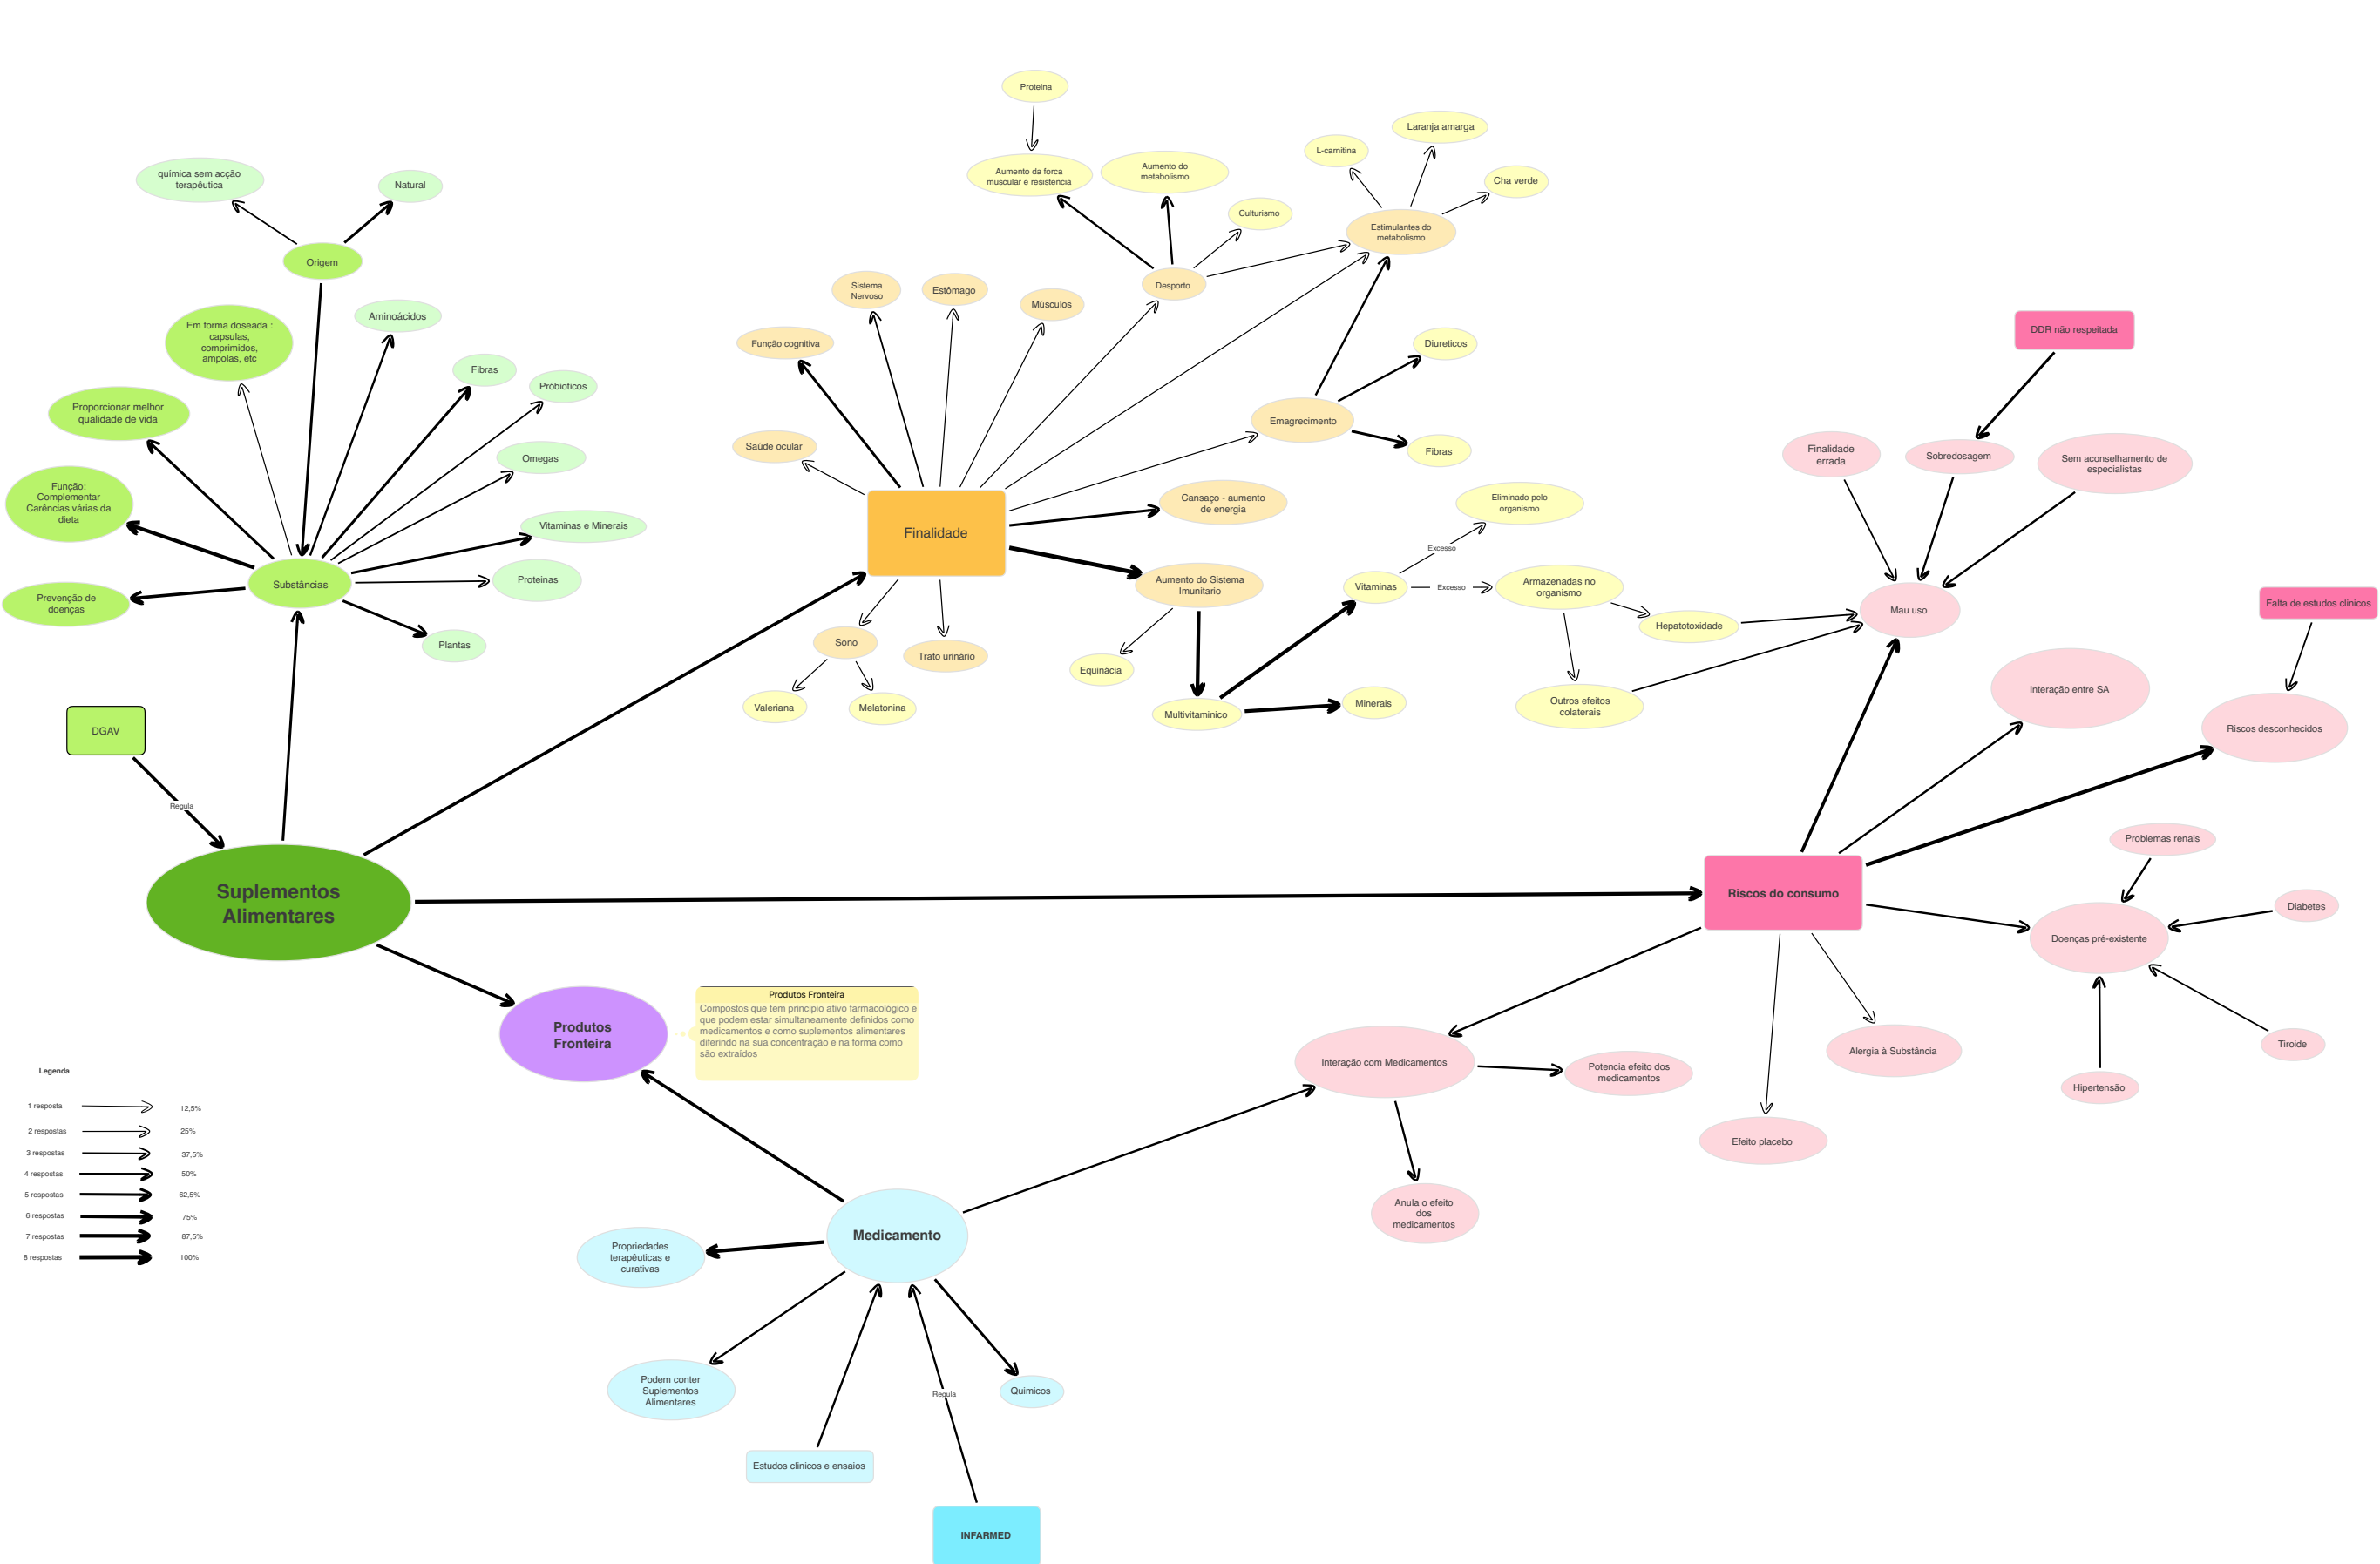 Proteina
Laranja amarga
L-carnitina
Aumento do
metabolismo
Aumento da forca
muscular e resistencia
química sem acção
terapêutica
Natural
Cha verde
Culturismo
Estimulantes do
metabolismo
Origem
Sistema
Nervoso
Estômago
Músculos
Desporto
Em forma doseada :
capsulas,
comprimidos,
ampolas, etc
Aminoácidos
DDR não respeitada
Função cognitiva
Diureticos
Fibras
Próbioticos
Proporcionar melhor
qualidade de vida
Emagrecimento
Saúde ocular
Fibras
Finalidade
errada
Sobredosagem
Sem aconselhamento de
especialistas
Omegas
Função:
Complementar
Carências várias da
dieta
Cansaço - aumento
de energia
Eliminado pelo
organismo
Vitaminas e Minerais
Finalidade
Excesso
Substâncias
Proteinas
Aumento do Sistema
Imunitario
Vitaminas
Excesso
Armazenadas no
organismo
Prevenção de
doenças
Mau uso
Falta de estudos clinicos
Hepatotoxidade
Plantas
Sono
Trato urinário
Equinácia
Interação entre SA
Valeriana
Melatonina
Multivitaminico
Minerais
Outros efeitos
colaterais
DGAV
Riscos desconhecidos
Regula
Problemas renais
Suplementos
Alimentares
Riscos do consumo
Diabetes
Doenças pré-existente
Produtos Fronteira
Compostos que tem principio ativo farmacológico e
que podem estar simultaneamente definidos como
medicamentos e como suplementos alimentares
diferindo na sua concentração e na forma como
são extraídos
Produtos
Fronteira
Tiroide
Alergia à Substância
Interação com Medicamentos
Potencia efeito dos
medicamentos
Hipertensão
Legenda
1 resposta 12,5%
2 respostas 25%
3 respostas 37,5%
4 respostas 50%
5 respostas 62,5%
6 respostas 75%
7 respostas 87,5%
8 respostas 100%
Efeito placebo
Anula o efeito
dos
medicamentos
Medicamento
Propriedades
terapêuticas e
curativas
Podem conter
Suplementos
Alimentares
Regula
Quimicos
Estudos clinicos e ensaios
INFARMED